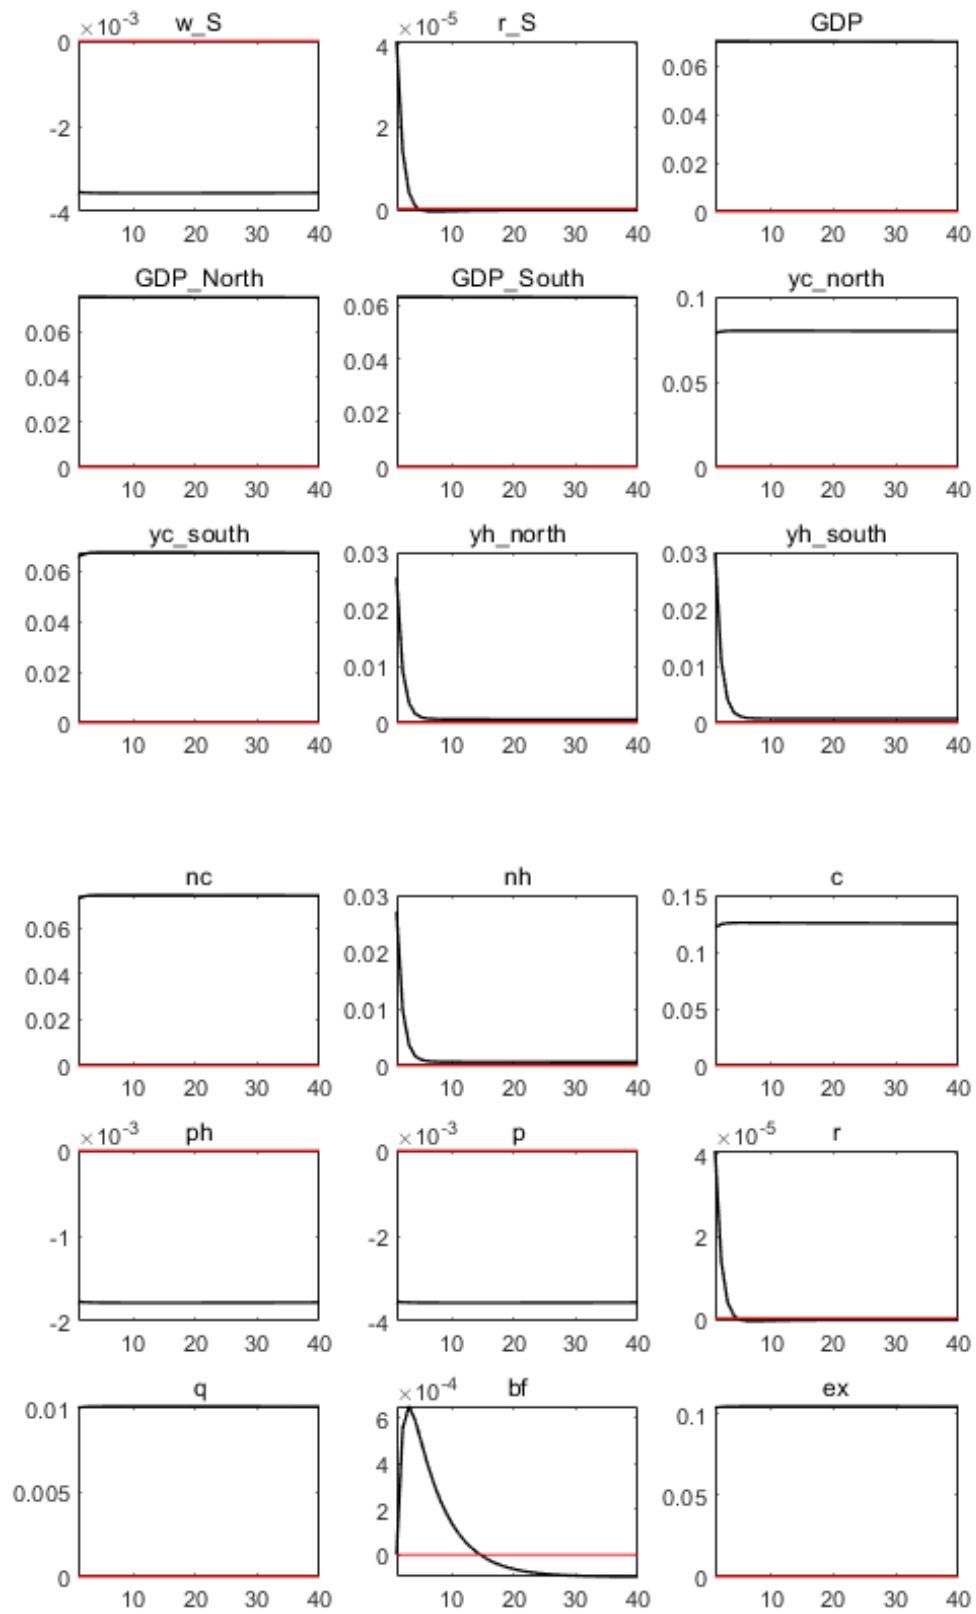 ×10-3 w_S ×10-5 r_S GDP
0 4 0.06
-2 2 0.04
0.02
-4 0 0
10 20 30 40 10 20 30 40 10 20 30 40
GDP_North GDP_South yc_north
0.1
0.06 0.06
0.04 0.04 0.05
0.02 0.02
0 0 0
10 20 30 40 10 20 30 40 10 20 30 40
yc_south yh_north yh_south
0.03 0.03
0.06
0.04 0.02 0.02
0.02 0.01 0.01
0 0 0
10 20 30 40 10 20 30 40 10 20 30 40
nc nh c
0.03 0.15
0.06
0.04 0.02 0.1
0.02 0.01 0.05
0 0 0
10 20 30 40 10 20 30 40 10 20 30 40
×10-3 ph ×10-3 p ×10-5 r
0 0 4
-1 -2 2
-2 -4 0
10 20 30 40 10 20 30 40 10 20 30 40
q ×10-4 bf ex
0.01 6 0.1
4
0.005 2 0.05
0
0 0
10 20 30 40 10 20 30 40 10 20 30 40